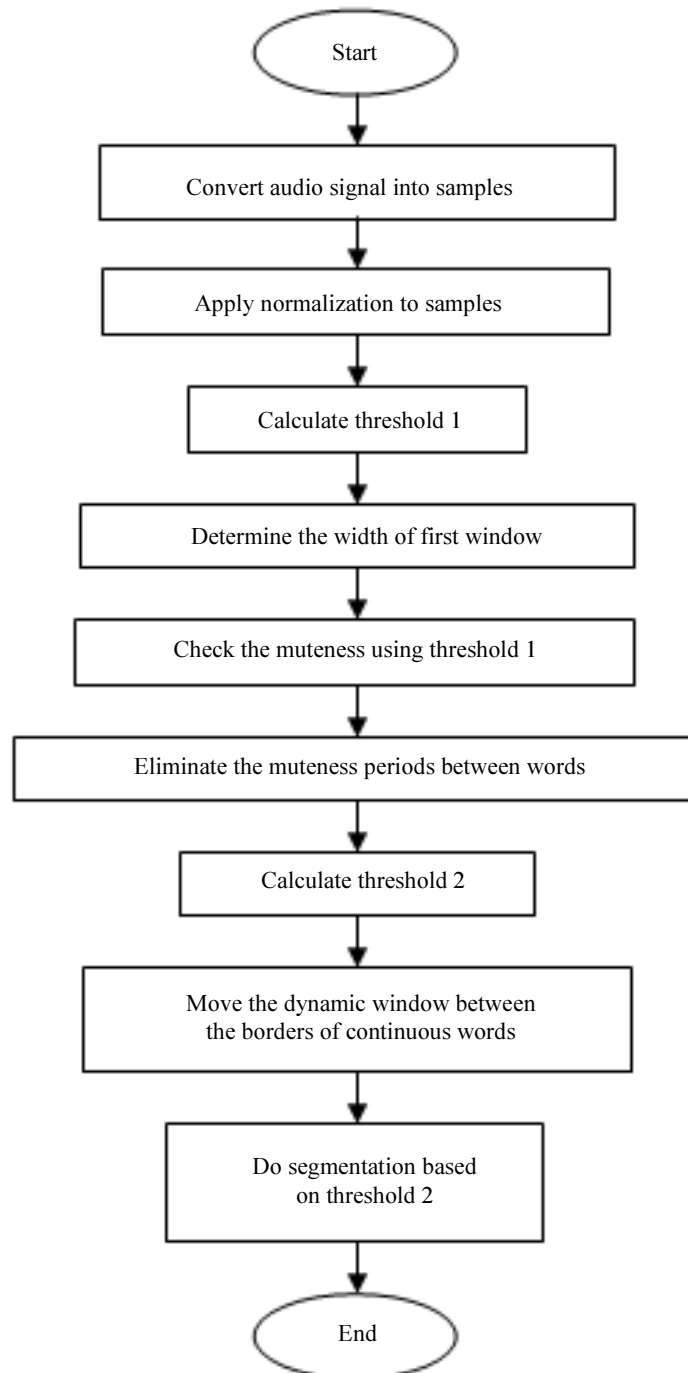 Start
Convert audio signal into samples
Apply normalization to samples
Calculate threshold 1
Determine the width of first window
Check the muteness using threshold 1
Eliminate the muteness periods between words
Calculate threshold 2
Move the dynamic window between
the borders of continuous words
Do segmentation based
on threshold 2
End